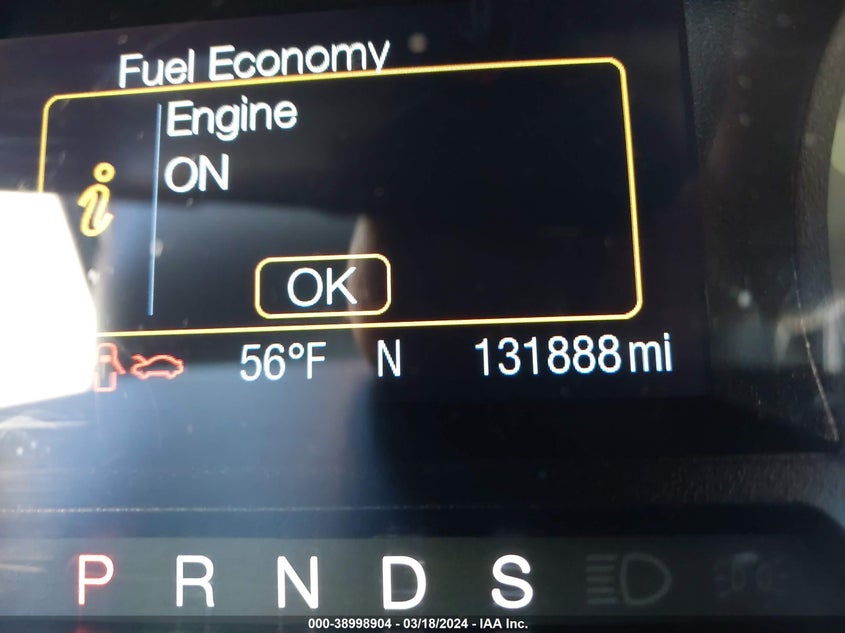 Fuel Economy
Engine
ON
OK
56°F N 131888 mi
P R N D S
000-38998904 - 03/18/2024 - IAA Inc.